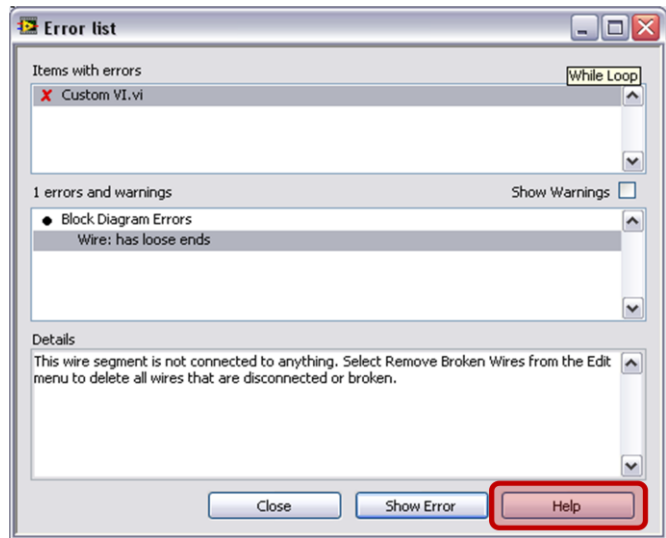 Error list
Items with errors
While Loop
X Custom VI.vi
1 errors and warnings
Show Warnings
● Block Diagram Errors
Wire: has loose ends
Details
This wire segment is not connected to anything. Select Remove Broken Wires from the Edit
menu to delete all wires that are disconnected or broken.
Close
Show Error
Help